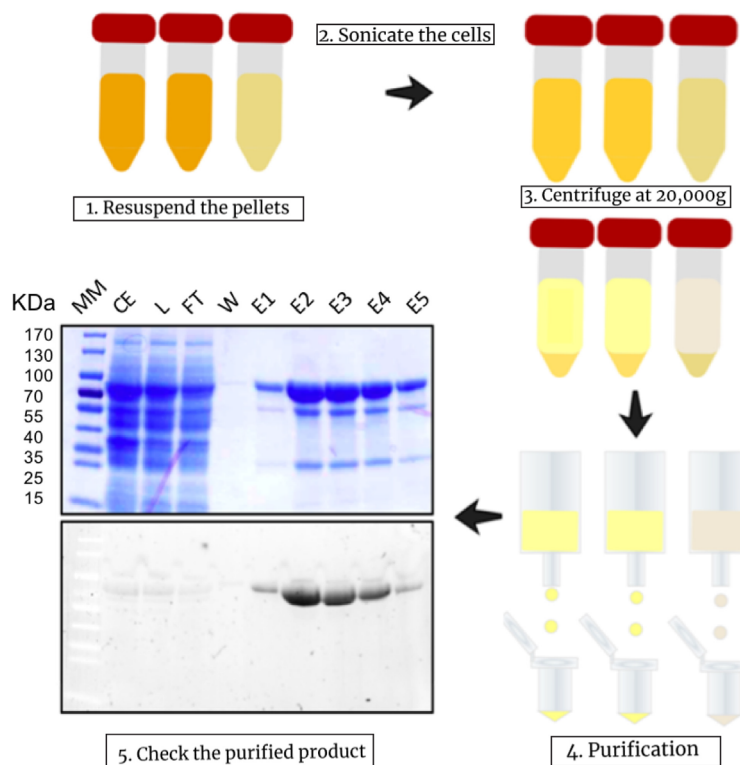 2. Sonicate the cells
1. Resuspend the pellets
3. Centrifuge at 20,000g
KDa MM CE L FT W E1 E2 E3 E4 E5
170
130
100
70
55
40
35
25
15
5. Check the purified product
4. Purification